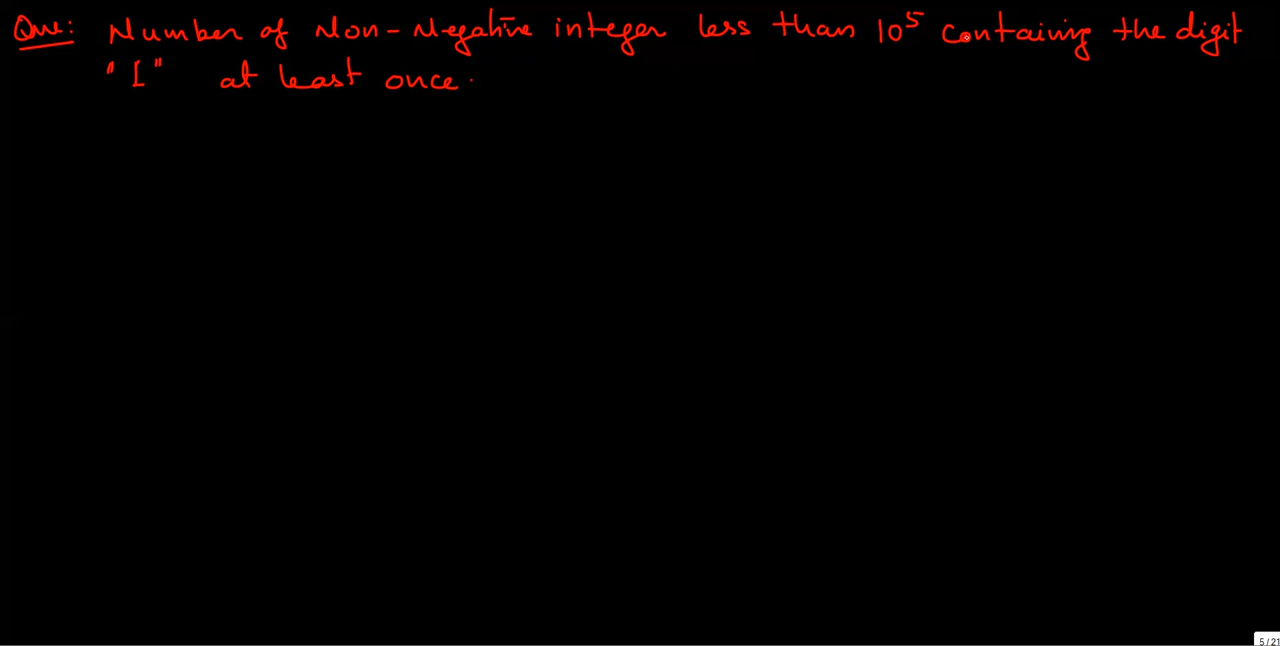 Que: Number of Non-Negative integer less than 10⁵ containing the digit
"1" at least once.
5 / 21